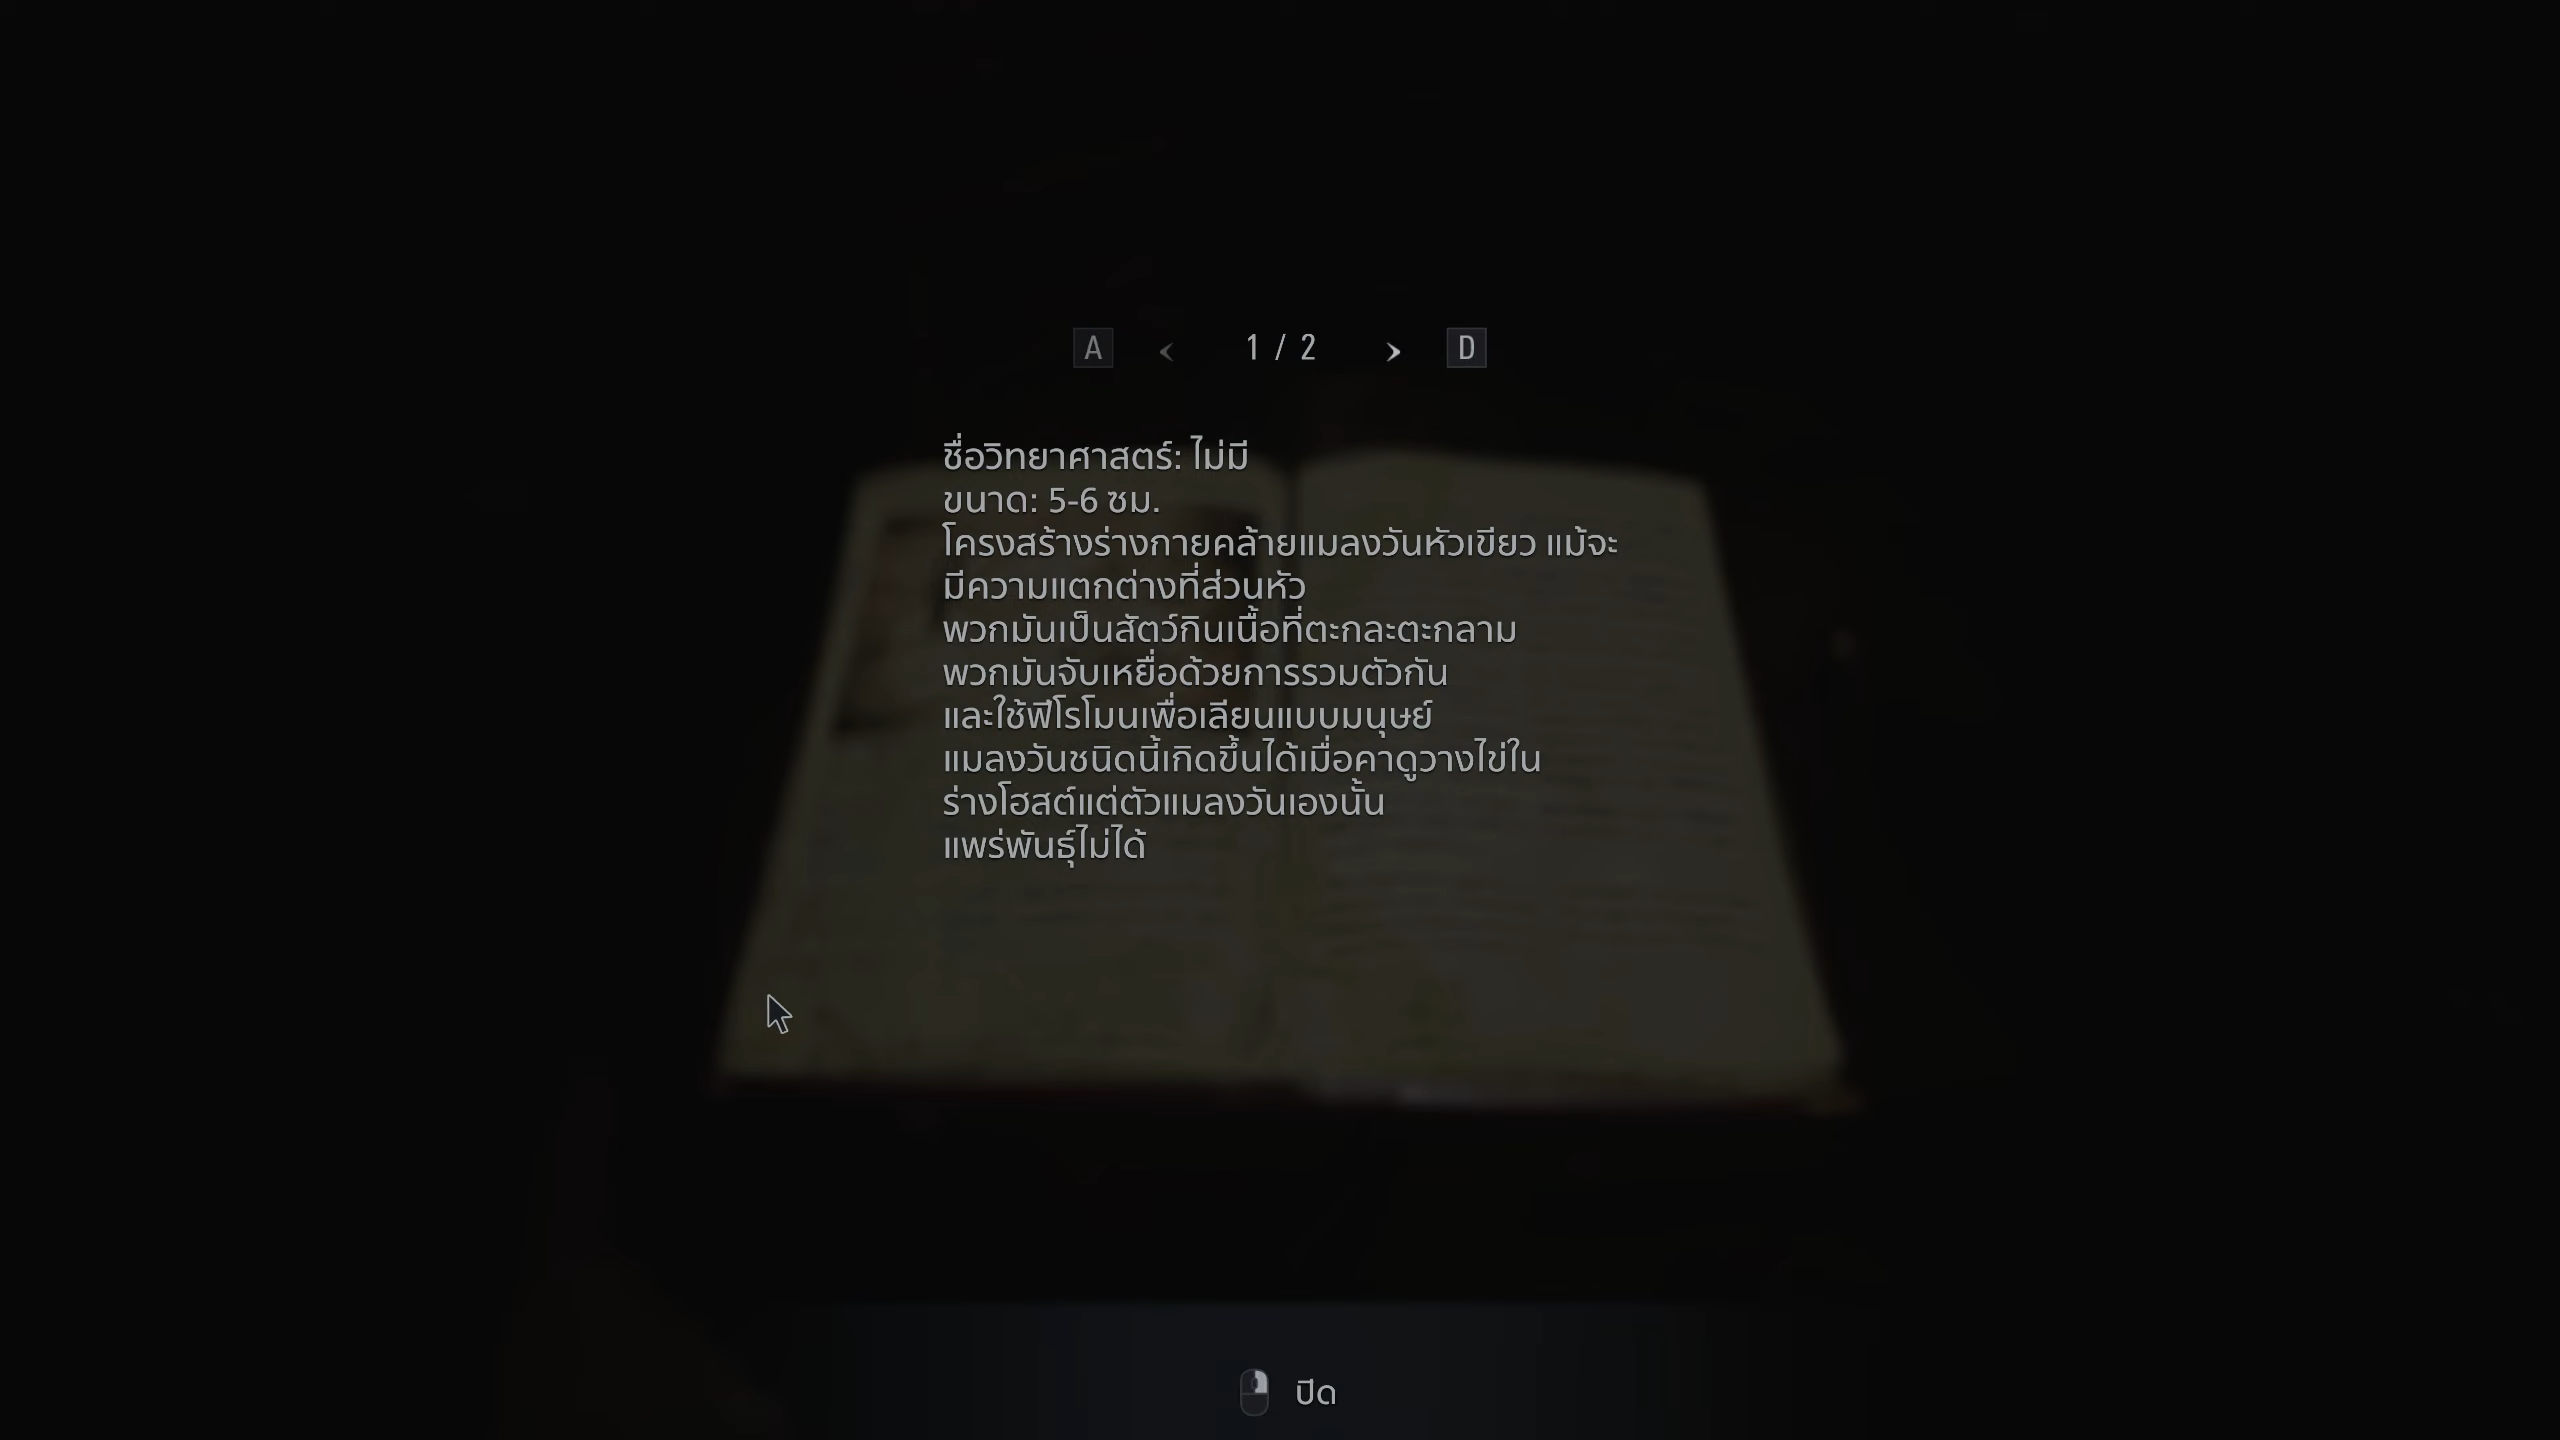 A < 1 / 2 > D
ชื่อวิทยาศาสตร์: ไม่มี
ขนาด: 5-6 ซม.
โครงสร้างร่างกายคล้ายแมลงวันหัวเขียว แม้จะ
มีความแตกต่างที่ส่วนหัว
พวกมันเป็นสัตว์กินเนื้อที่ตะกละตะกลาม
พวกมันจับเหยื่อด้วยการรวมตัวกัน
และใช้ฟีโรโมนเพื่อเลียนแบบมนุษย์
แมลงวันชนิดนี้เกิดขึ้นได้เมื่อคาดูวางไข่ใน
ร่างโฮสต์แต่ตัวแมลงวันเองนั้น
แพร่พันธุ์ไม่ได้
ปิด